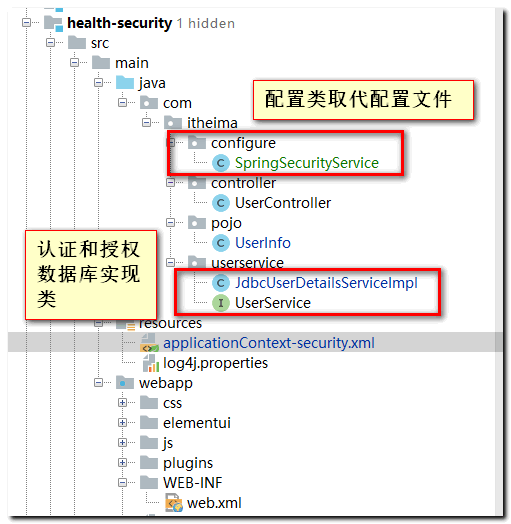 health-security 1 hidden
src
main
java
com
配置类取代配置文件
itheima
configure
SpringSecurityService
controller
UserController
pojo
UserInfo
认证和授权
数据库实现
类
userservice
JdbcUserDetailsServiceImpl
UserService
resources
applicationContext-security.xml
log4j.properties
webapp
css
elementui
js
plugins
WEB-INF
web.xml